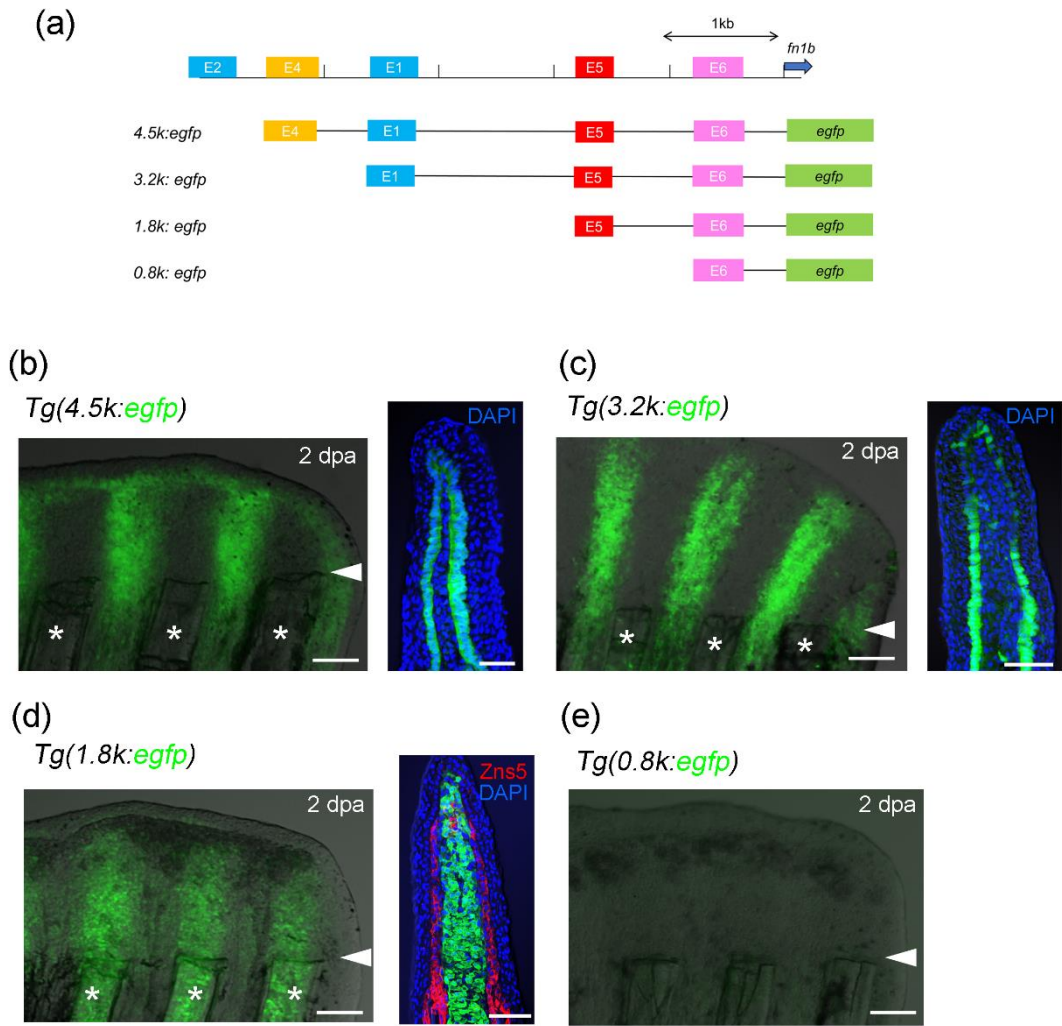 (a)
1kb
fn1b
E2 E4 E1 E5 E6
4.5k:egfp E4 E1 E5 E6 egfp
3.2k: egfp E1 E5 E6 egfp
1.8k: egfp E5 E6 egfp
0.8k: egfp E6 egfp
(b)
Tg(4.5k:egfp)
2 dpa
* * *
DAPI
(c)
Tg(3.2k:egfp)
2 dpa
* * *
DAPI
(d)
Tg(1.8k:egfp)
2 dpa
* * *
Zns5
DAPI
(e)
Tg(0.8k:egfp)
2 dpa